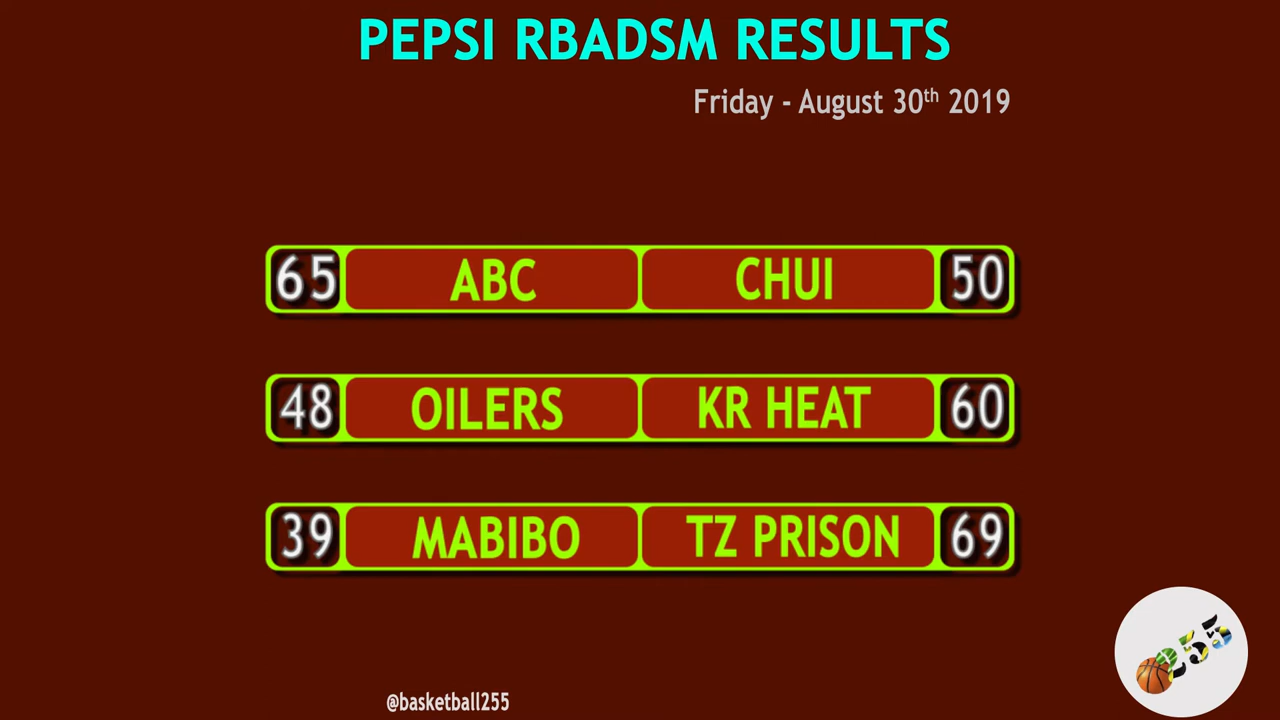 PEPSI RBADSM RESULTS
Friday - August 30th 2019
65 ABC CHUI 50
48 OILERS KR HEAT 60
39 MABIBO TZ PRISON 69
255
@basketball255